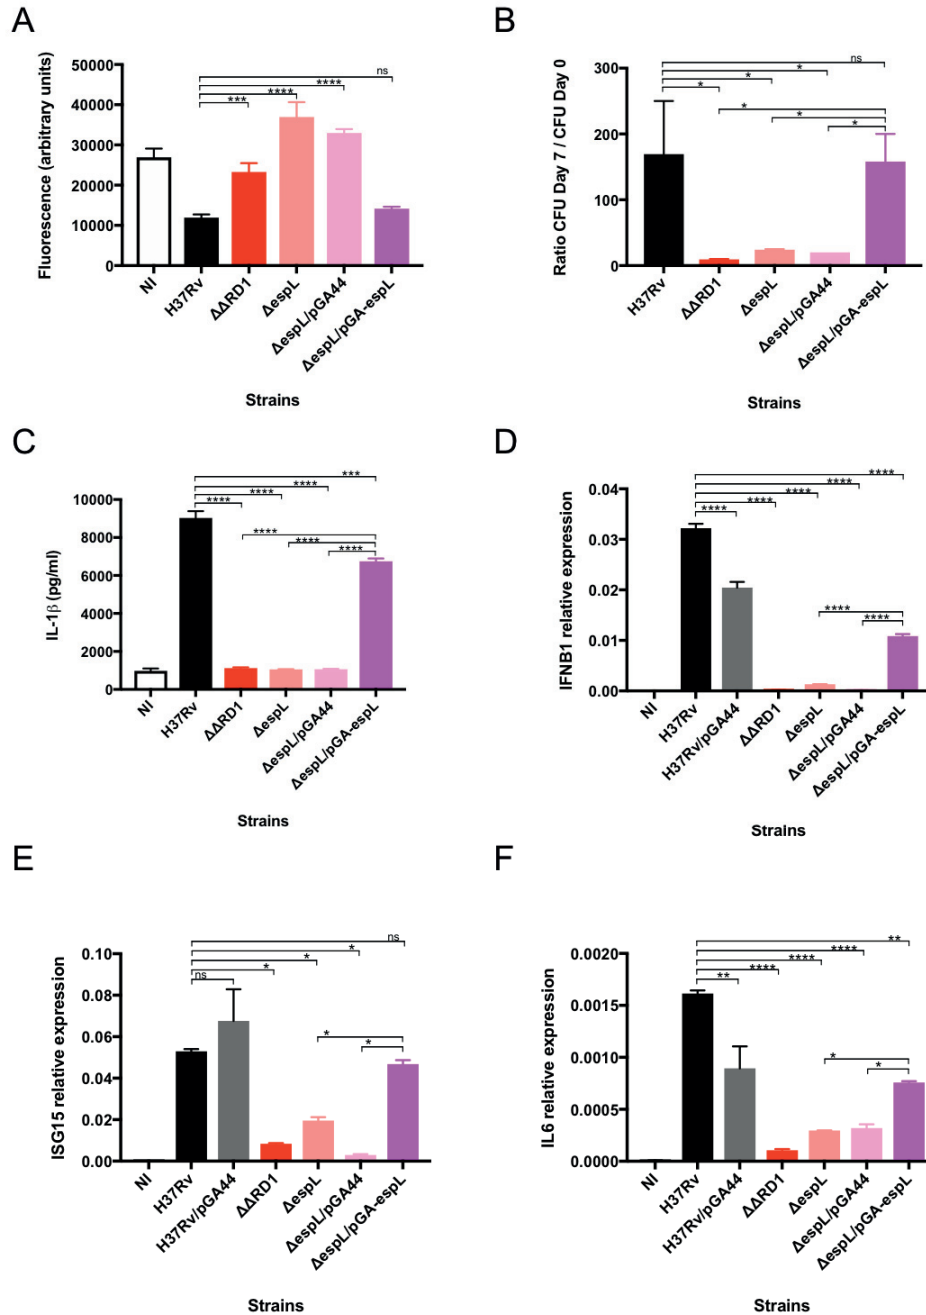 A
Fluorescence (arbitrary units)
50000
40000
30000
20000
10000
0
ns
****
****
***
NI
H37Rv
ΔΔRD1
ΔespL
ΔespL/pGA44
ΔespL/pGA-espL
Strains
B
Ratio CFU Day 7 / CFU Day 0
300
200
100
0
ns
*
*
*
*
*
*
NI
H37Rv
ΔΔRD1
ΔespL
ΔespL/pGA44
ΔespL/pGA-espL
Strains
C
IL-1β (pg/ml)
10000
8000
6000
4000
2000
0
***
****
****
****
****
****
****
NI
H37Rv
ΔΔRD1
ΔespL
ΔespL/pGA44
ΔespL/pGA-espL
Strains
D
IFNB1 relative expression
0.04
0.03
0.02
0.01
0.00
****
****
****
****
****
****
****
NI
H37Rv
H37Rv/pGA44
ΔΔRD1
ΔespL
ΔespL/pGA44
ΔespL/pGA-espL
Strains
E
ISG15 relative expression
0.10
0.08
0.06
0.04
0.02
0.00
ns
*
*
*
ns
*
*
NI
H37Rv
H37Rv/pGA44
ΔΔRD1
ΔespL
ΔespL/pGA44
ΔespL/pGA-espL
Strains
F
IL6 relative expression
0.0020
0.0015
0.0010
0.0005
0.0000
**
****
****
****
**
*
*
NI
H37Rv
H37Rv/pGA44
ΔΔRD1
ΔespL
ΔespL/pGA44
ΔespL/pGA-espL
Strains